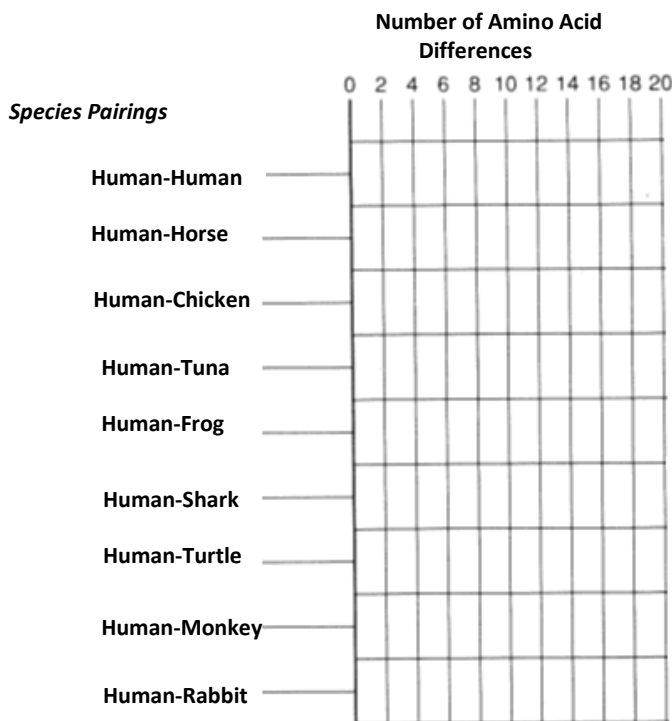 Number of Amino Acid
Differences
0 2 4 6 8 10 12 14 16 18 20
Species Pairings
Human-Human
Human-Horse
Human-Chicken
Human-Tuna
Human-Frog
Human-Shark
Human-Turtle
Human-Monkey
Human-Rabbit